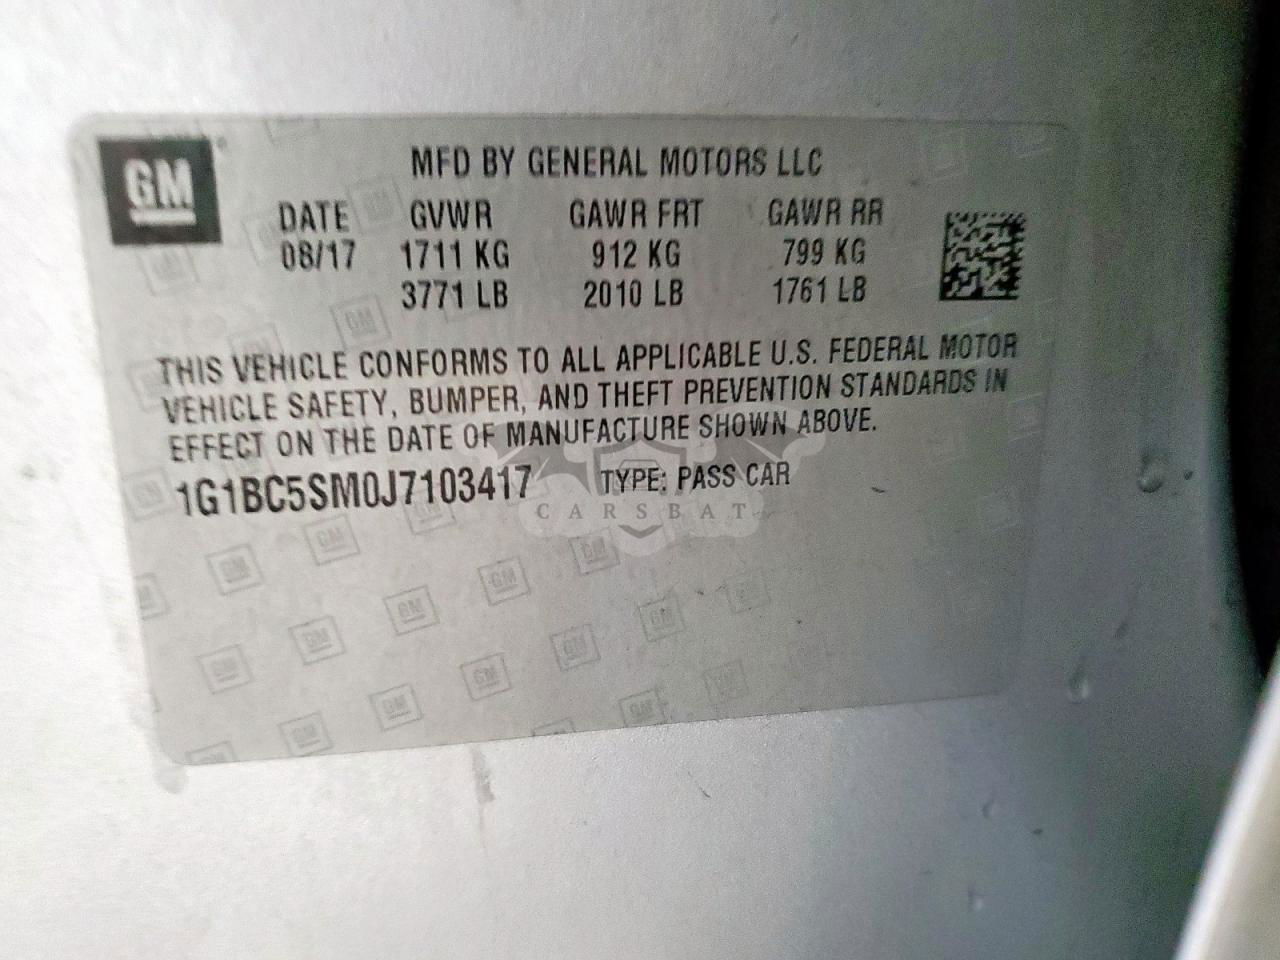 GM
MFD BY GENERAL MOTORS LLC
DATE GVWR GAWR FRT GAWR RR
08/17 1711 KG 912 KG 799 KG
3771 LB 2010 LB 1761 LB
THIS VEHICLE CONFORMS TO ALL APPLICABLE U.S. FEDERAL MOTOR
VEHICLE SAFETY, BUMPER, AND THEFT PREVENTION STANDARDS IN
EFFECT ON THE DATE OF MANUFACTURE SHOWN ABOVE.
1G1BC5SM0J7103417 TYPE: PASS CAR
CARSBAT